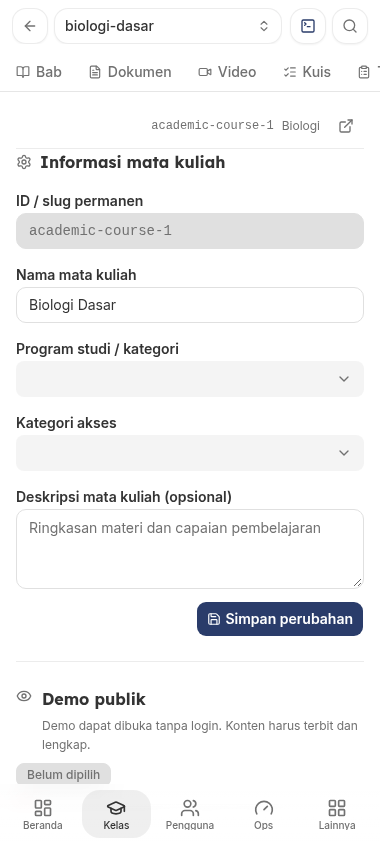 biologi-dasar
Bab
Dokumen
Video
Kuis
academic-course-1 Biologi
Informasi mata kuliah
ID / slug permanen
academic-course-1
Nama mata kuliah
Biologi Dasar
Program studi / kategori
Kategori akses
Deskripsi mata kuliah (opsional)
Ringkasan materi dan capaian pembelajaran
Simpan perubahan
Demo publik
Demo dapat dibuka tanpa login. Konten harus terbit dan
lengkap.
Belum dipilih
Beranda
Kelas
Pengguna
Ops
Lainnya